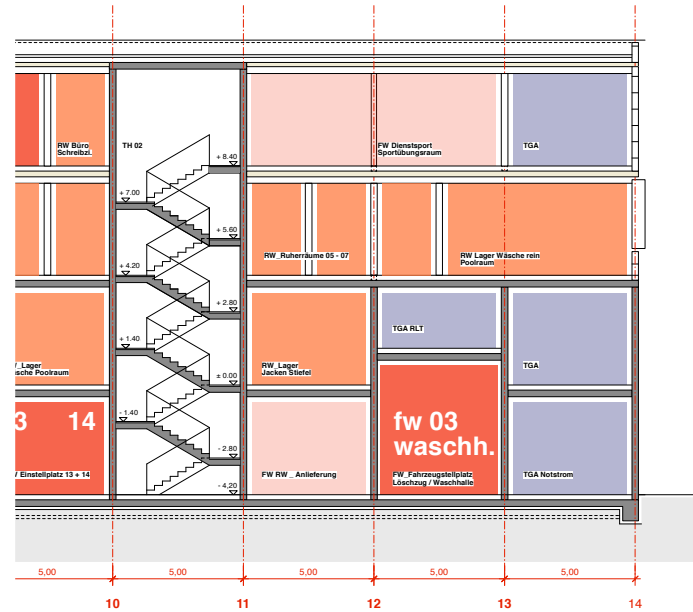 RW Büro
Schreibzi.
TH 02
FW Dienstsport
Sportübungsraum
TGA
+ 8.40
+ 7.00
+ 5.60
RW_Ruheräume 05 - 07
RW Lager Wäsche rein
Poolraum
+ 4.20
+ 2.80
TGA RLT
+ 1.40
_Lager
sche Poolraum
RW_Lager
Jacken Stiefel
TGA
± 0.00
- 1.40
3 14
fw 03
waschh.
- 2.80
/ Einstellplatz 13 + 14
FW RW _ Anlieferung
FW_Fahrzeugstellplatz
Löschzug / Waschhalle
TGA Notstrom
- 4,20
5,00 5,00 5,00 5,00 5,00
10 11 12 13 14